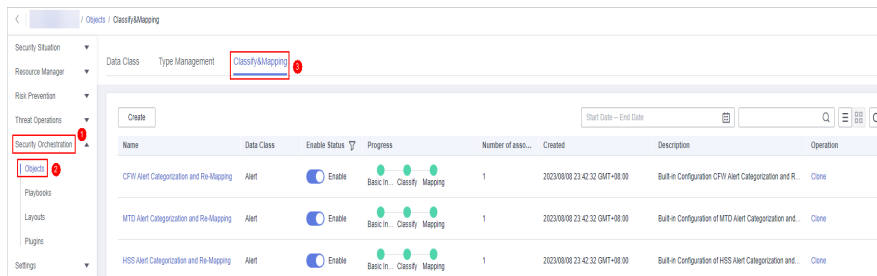 / Objects / Classify&Mapping
Security Situation
Resource Manager
Risk Prevention
Threat Operations
Security Orchestration
1
Objects
2
Playbooks
Layouts
Plugins
Settings
Data Class Type Management Classify&Mapping
3
Create
Start Date – End Date
Name Data Class Enable Status Progress Number of asso... Created Description Operation
CFW Alert Categorization and Re-Mapping Alert Enable Basic In... Classify Mapping 1 2023/08/08 23:42:32 GMT+08:00 Built-in Configuration CFW Alert Categorization and R... Clone
MTD Alert Categorization and Re-Mapping Alert Enable Basic In... Classify Mapping 1 2023/08/08 23:42:32 GMT+08:00 Built-in Configuration of MTD Alert Categorization and... Clone
HSS Alert Categorization and Re-Mapping Alert Enable Basic In... Classify Mapping 1 2023/08/08 23:42:32 GMT+08:00 Built-in Configuration of HSS Alert Categorization and... Clone